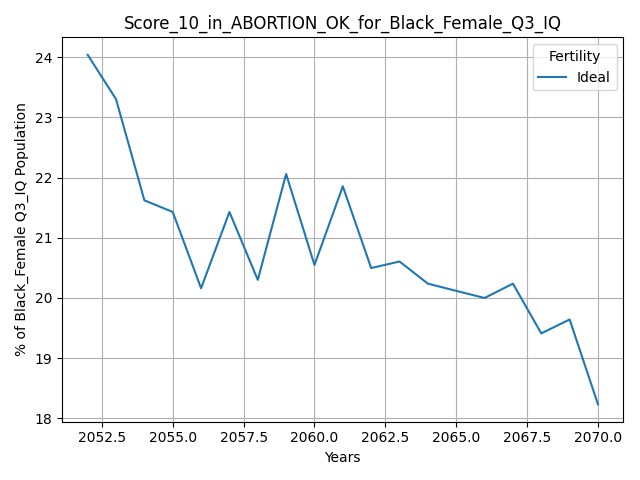 Score_10_in_ABORTION_OK_for_Black_Female_Q3_IQ
Fertility
Ideal
% of Black_Female Q3_IQ Population
24
23
22
21
20
19
18
2052.5 2055.0 2057.5 2060.0 2062.5 2065.0 2067.5 2070.0
Years